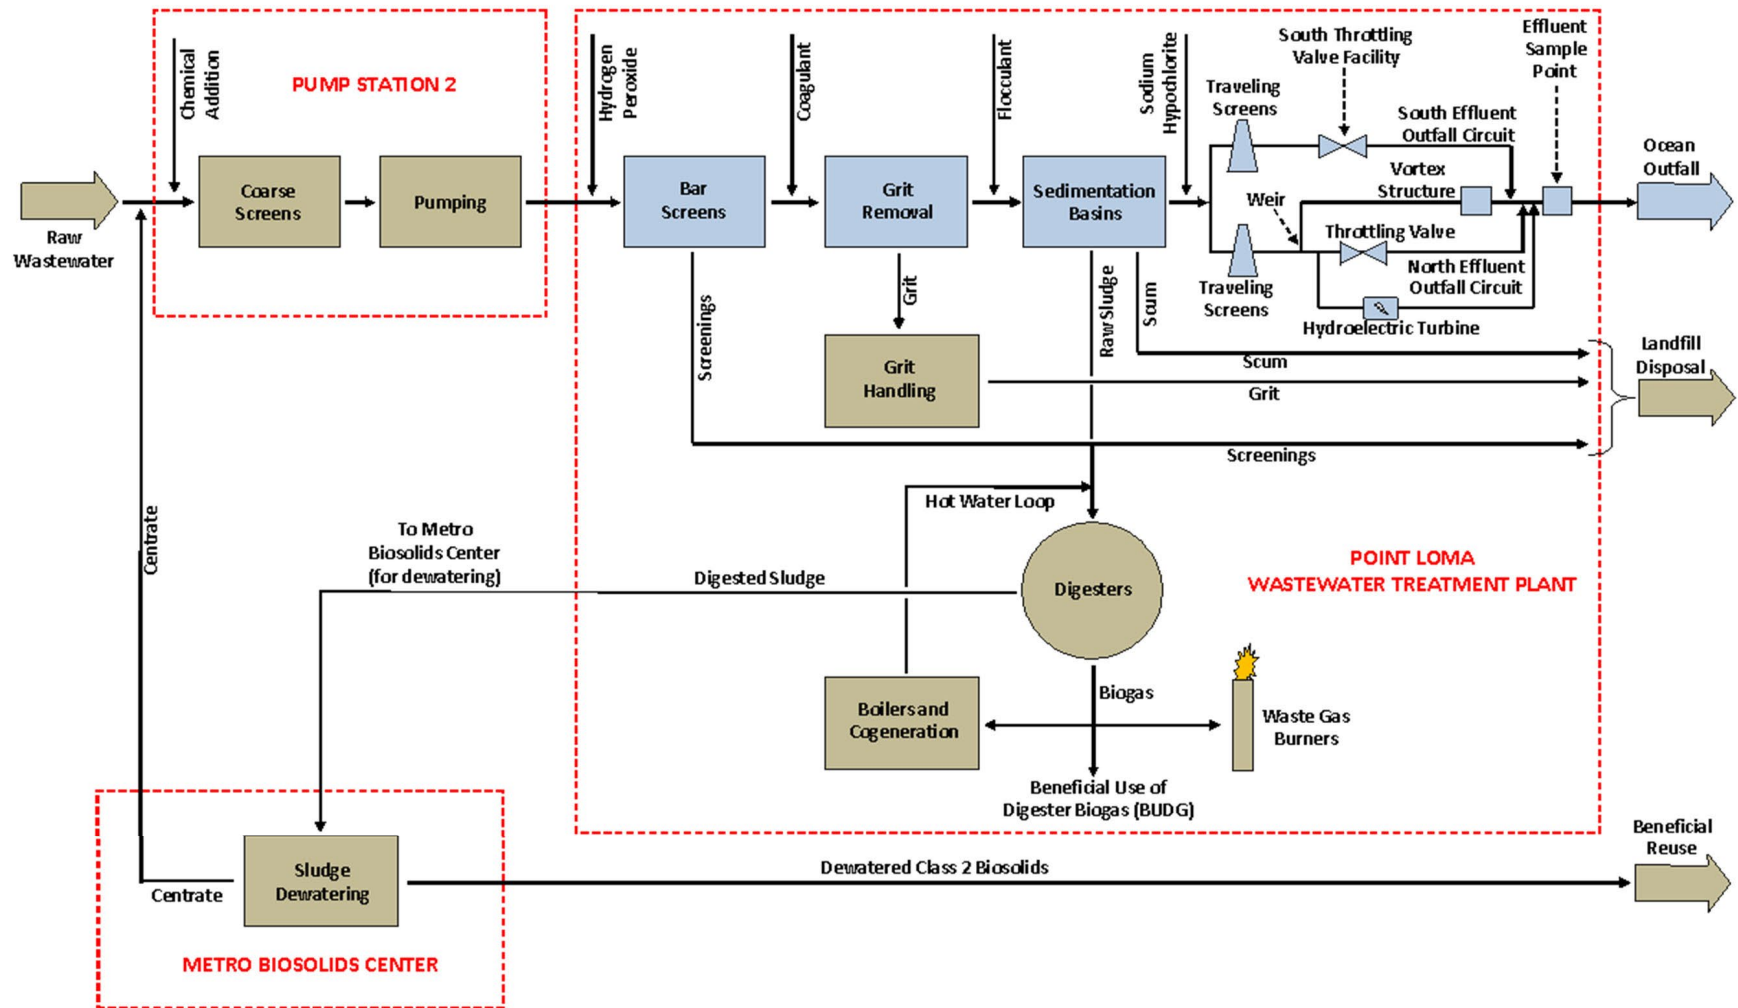 Chemical
Addition
PUMP STATION 2
Coarse
Screens
Pumping
Raw
Wastewater
Hydrogen
Peroxide
Coagulant
Flocculant
Sodium
Hypochlorite
Bar
Screens
Grit
Removal
Sedimentation
Basins
South Throttling
Valve Facility
Effluent
Sample
Point
Traveling
Screens
South Effluent
Outfall Circuit
Vortex
Structure
Weir
Throttling Valve
North Effluent
Outfall Circuit
Traveling
Screens
Hydroelectric Turbine
Ocean
Outfall
Screenings
Grit
Raw Sludge
Scum
Grit
Handling
Scum
Grit
Screenings
Landfill
Disposal
Hot Water Loop
To Metro
Biosolids Center
(for dewatering)
Digested Sludge
Digesters
POINT LOMA
WASTEWATER TREATMENT PLANT
Centrate
Boilers and
Cogeneration
Biogas
Waste Gas
Burners
Beneficial Use of
Digester Biogas (BUDG)
Sludge
Dewatering
Centrate
Dewatered Class 2 Biosolids
Beneficial
Reuse
METRO BIOSOLIDS CENTER